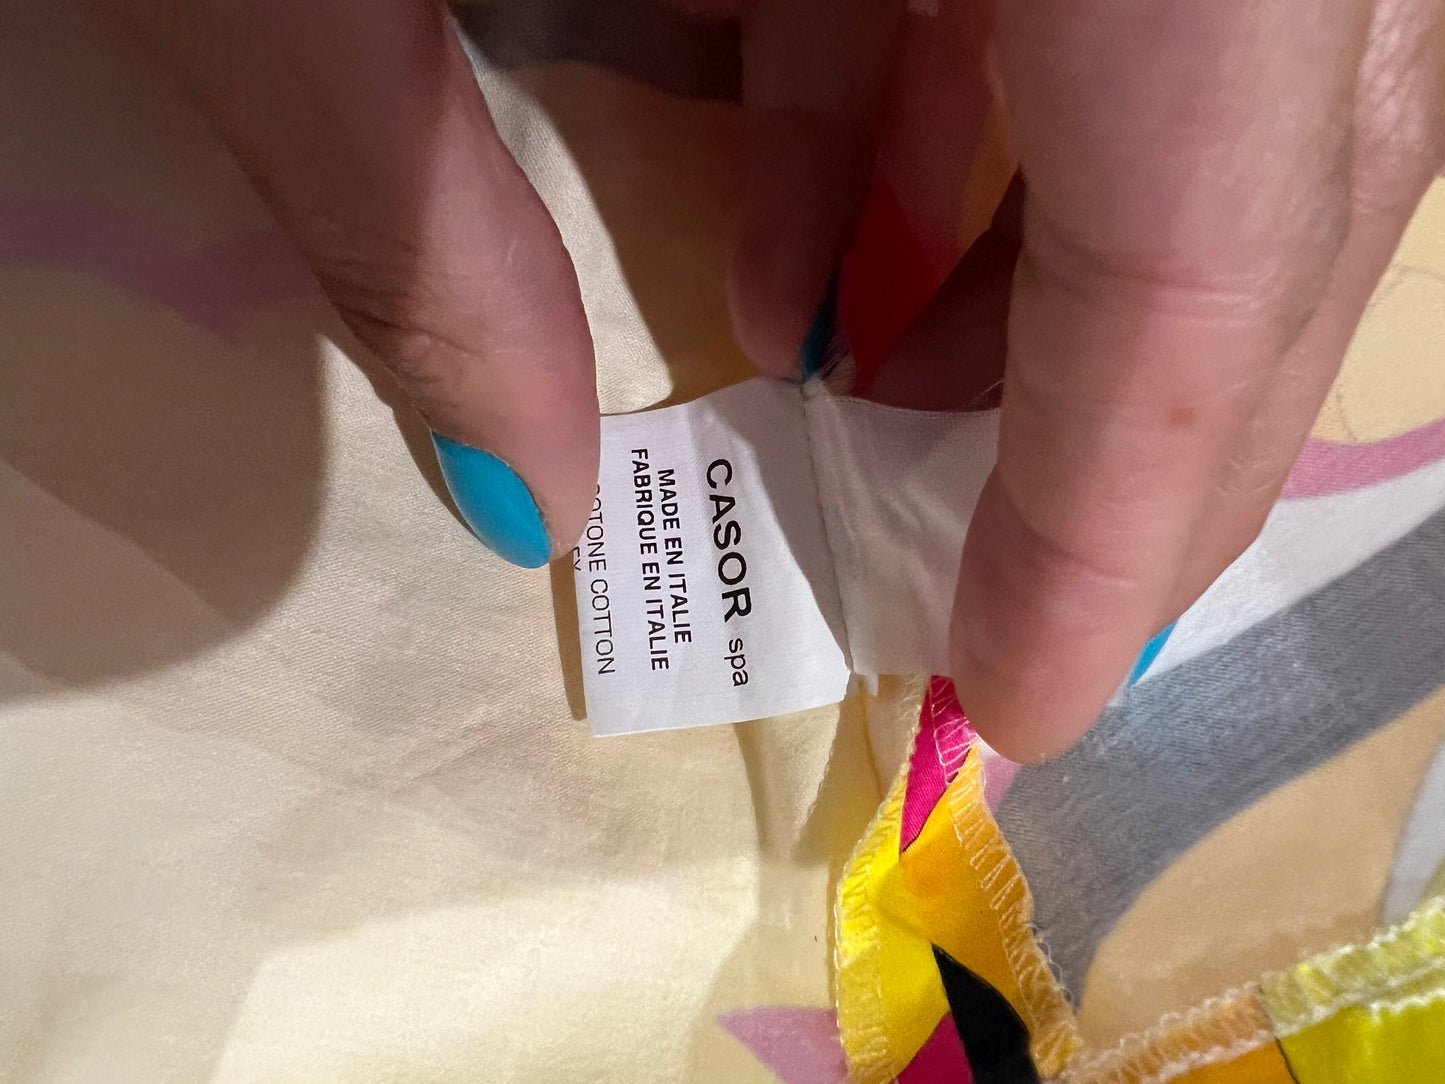 CASOR spa
MADE EN ITALIE
FABRIQUE EN ITALIE
COTONE COTTON